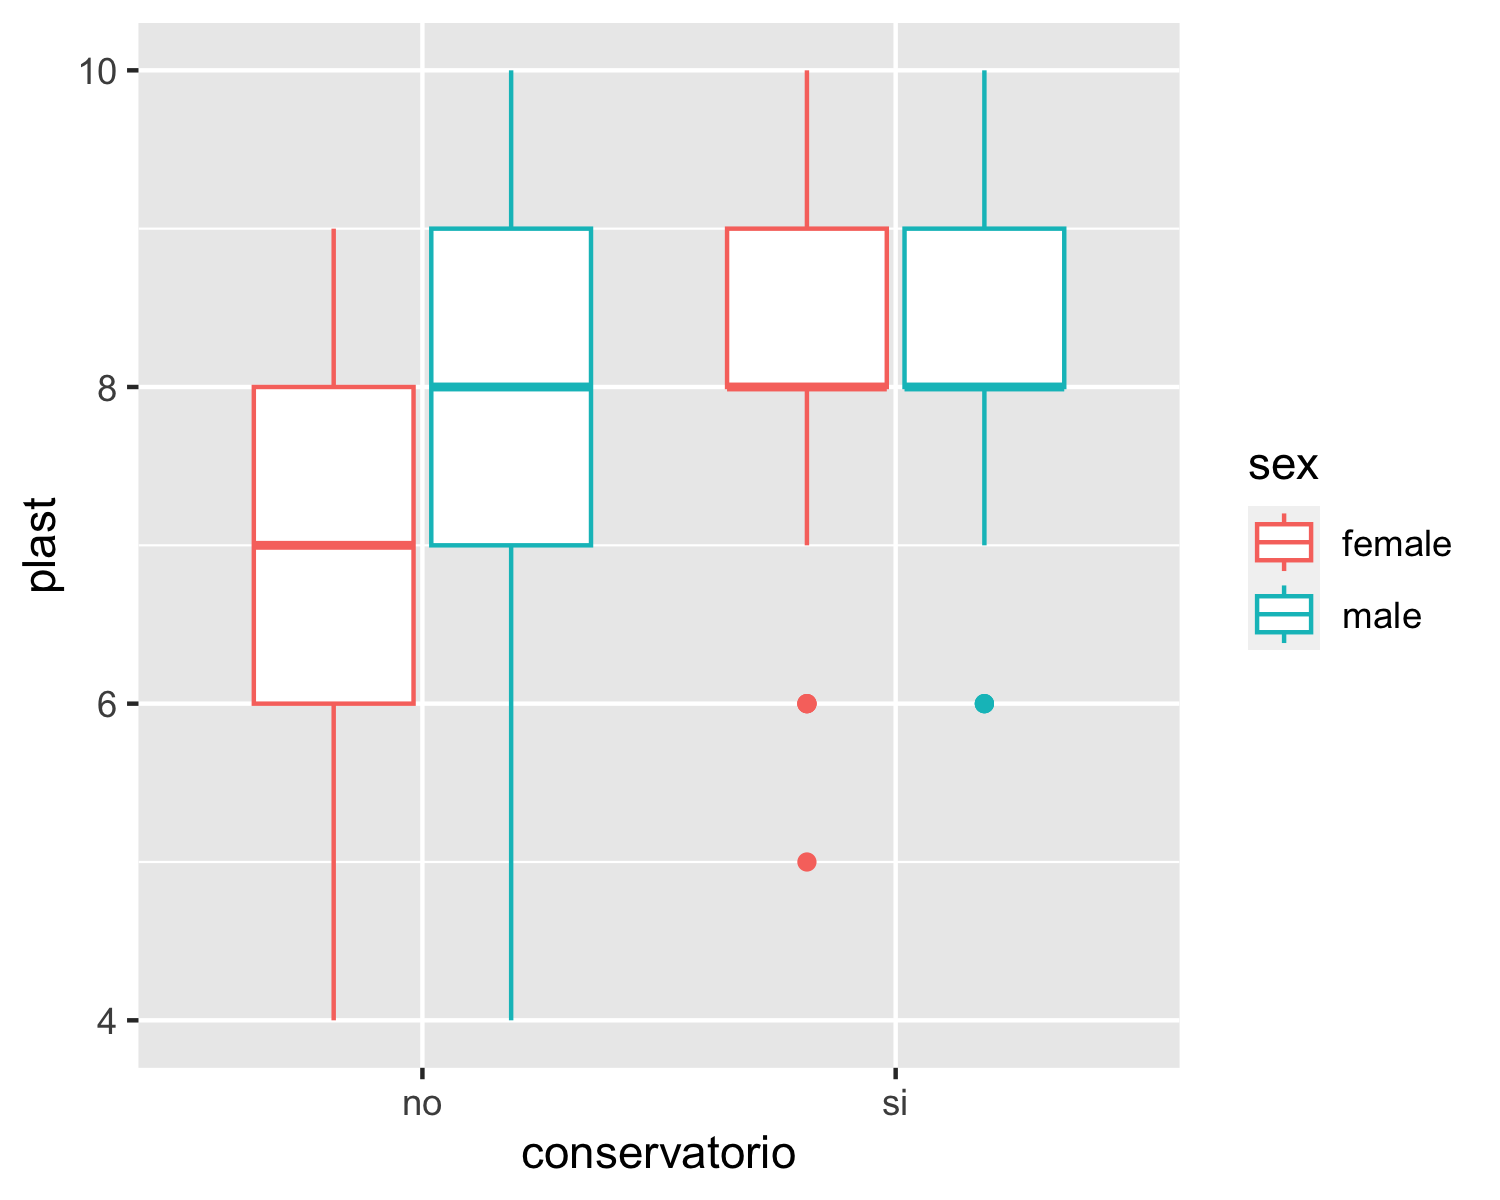 plast
10
8
6
4
no
si
conservatorio
sex
female
male